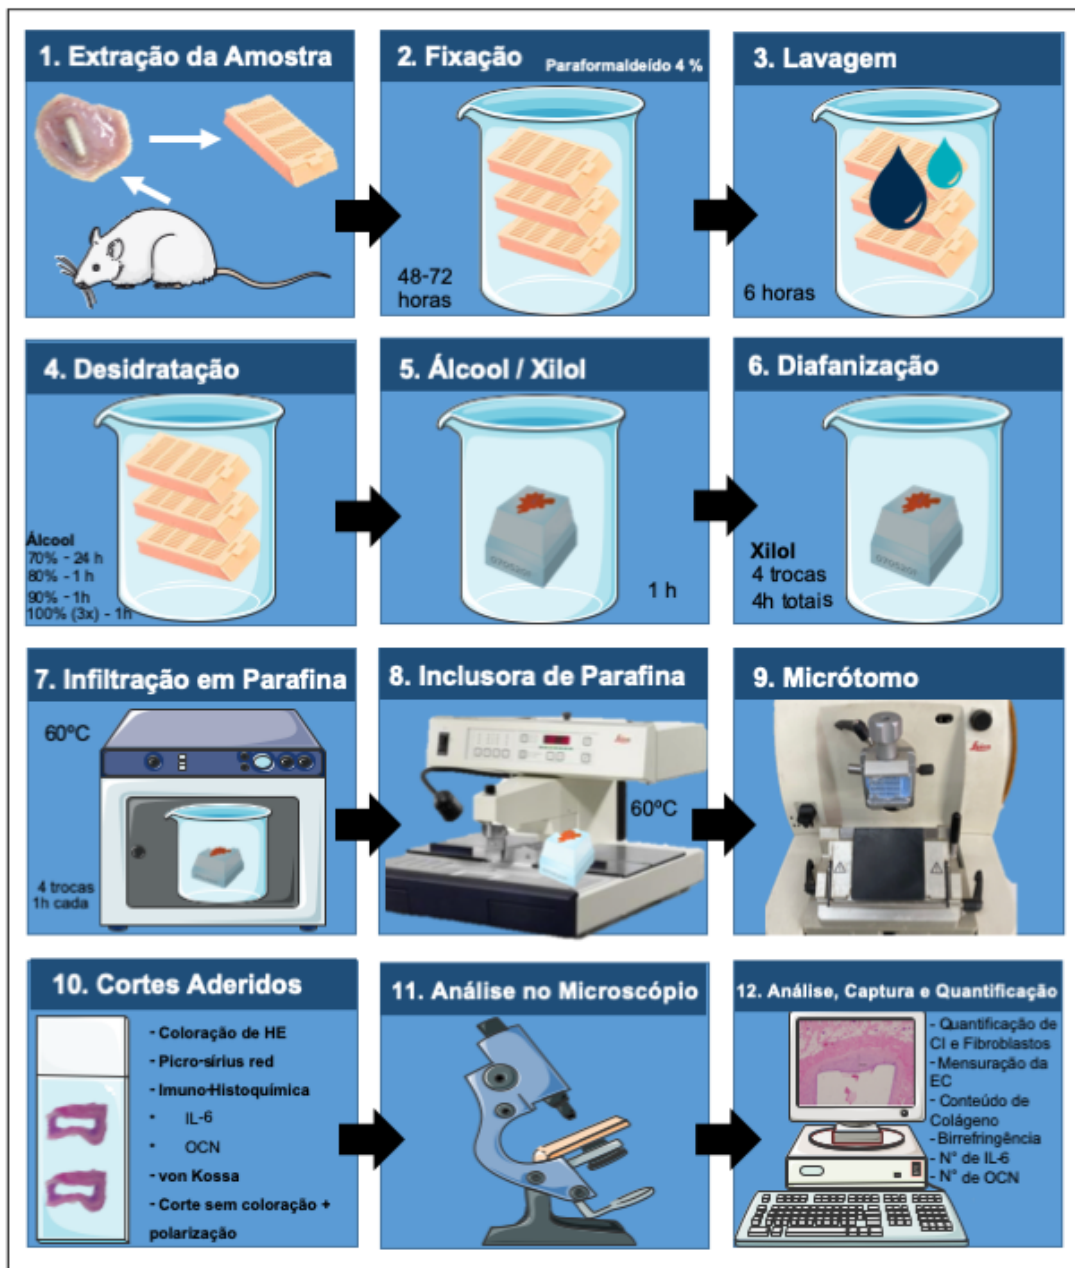 1. Extração da Amostra
2. Fixação
Paraformaldeído 4 %
48-72
horas
3. Lavagem
6 horas
4. Desidratação
Álcool
70% - 24 h
80% - 1 h
90% - 1h
100% (3x) - 1h
5. Álcool / Xilol
0705201
1 h
6. Diafanização
0705201
Xilol
4 trocas
4h totais
7. Infiltração em Parafina
60ºC
4 trocas
1h cada
8. Inclusora de Parafina
Leica
60ºC
9. Micrótomo
Leica
10. Cortes Aderidos
- Coloração de HE
- Picro-sírius red
- Imuno-Histoquímica
• IL-6
• OCN
- von Kossa
- Corte sem coloração +
polarização
11. Análise no Microscópio
12. Análise, Captura e Quantificação
- Quantificação de
CI e Fibroblastos
- Mensuração da
EC
- Conteúdo de
Colágeno
- Birrefringência
- N° de IL-6
- N° de OCN